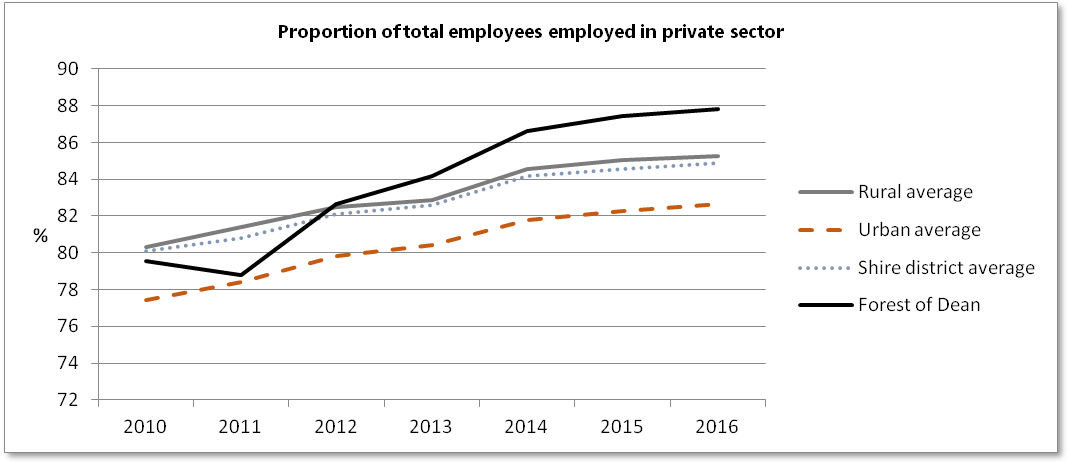 Proportion of total employees employed in private sector
90
88
86
84
82
80
78
76
74
72
%
2010 2011 2012 2013 2014 2015 2016
Rural average
Urban average
Shire district average
Forest of Dean